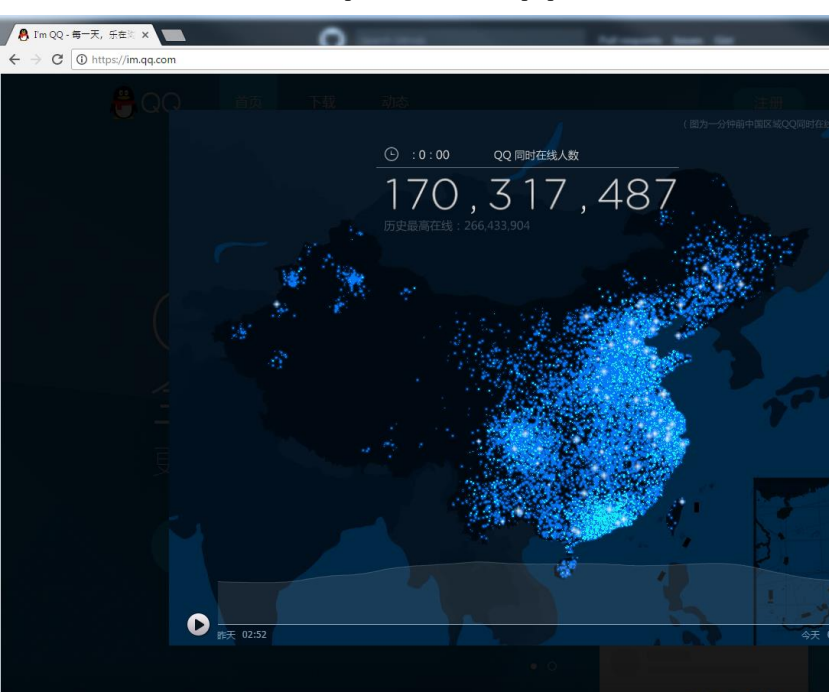 I'm QQ - 每一天，乐在
https://im.qq.com
QQ
首页
下载
动态
注册
（图为一分钟前中国区域QQ同时在线
: 0 : 00
QQ 同时在线人数
170,317,487
历史最高在线：266,433,904
昨天 02:52
今天